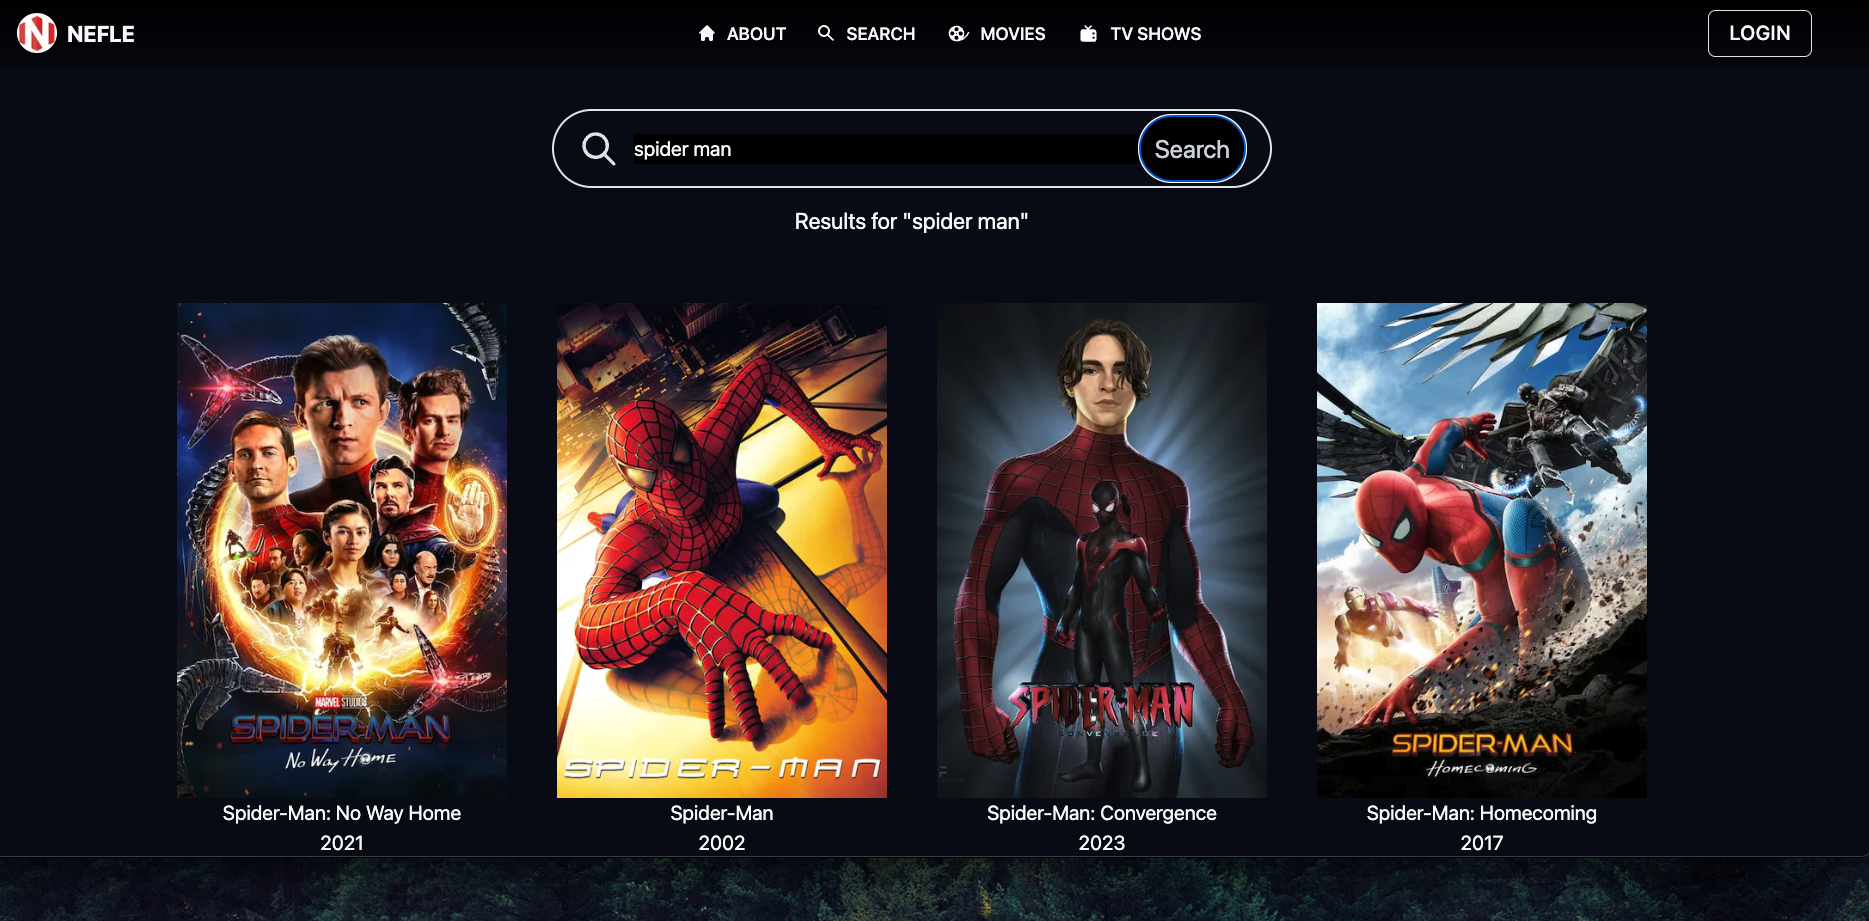 NEFLE
ABOUT
SEARCH
MOVIES
TV SHOWS
LOGIN
spider man
Search
Results for "spider man"
MARVEL STUDIOS
SPIDER-MAN
No Way Home
SPIDER-MAN
SPIDER-MAN
CONVERGENCE
SPIDER-MAN
HOMECOMING
Spider-Man: No Way Home
2021
Spider-Man
2002
Spider-Man: Convergence
2023
Spider-Man: Homecoming
2017